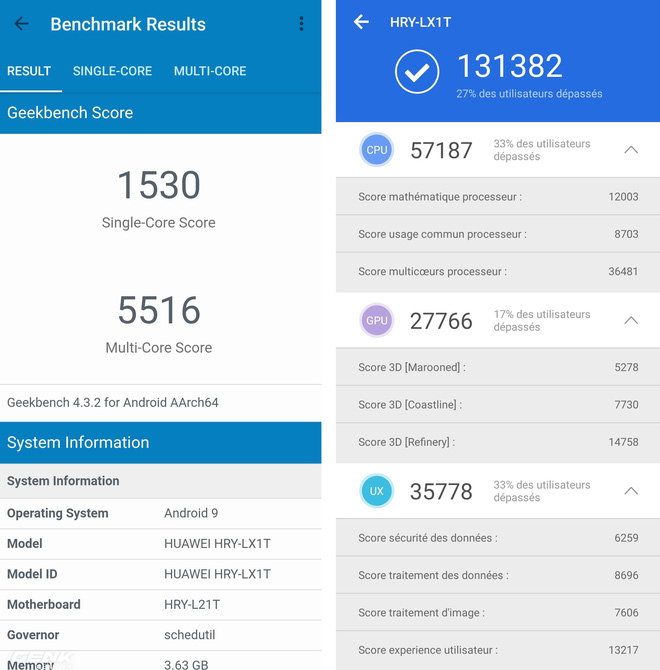 Benchmark Results
RESULT SINGLE-CORE MULTI-CORE
Geekbench Score
1530
Single-Core Score
5516
Multi-Core Score
Geekbench 4.3.2 for Android AArch64
System Information
System Information
Operating System Android 9
Model HUAWEI HRY-LX1T
Model ID HUAWEI HRY-LX1T
Motherboard HRY-L21T
Governor schedutil
Memory 3.63 GB
HRY-LX1T
131382
27% des utilisateurs dépassés
CPU 57187 33% des utilisateurs
dépassés
Score mathématique processeur : 12003
Score usage commun processeur : 8703
Score multicœurs processeur : 36481
GPU 27766 17% des utilisateurs
dépassés
Score 3D [Marooned] : 5278
Score 3D [Coastline] : 7730
Score 3D [Refinery] : 14758
UX 35778 33% des utilisateurs
dépassés
Score sécurité des données : 6259
Score traitement des données : 8696
Score traitement d'image : 7606
Score experience utilisateur : 13217